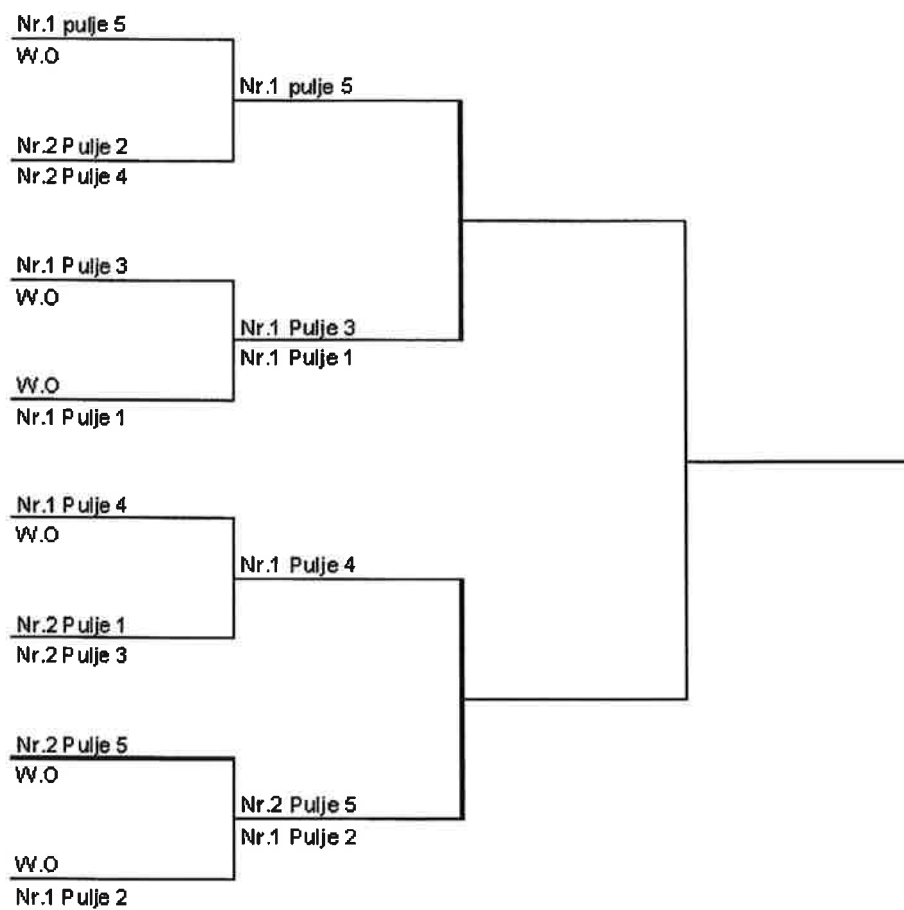 Nr.1 pulje 5
W.O
Nr.1 pulje 5
Nr.2 Pulje 2
Nr.2 Pulje 4
Nr.1 Pulje 3
W.O
Nr.1 Pulje 3
Nr.1 Pulje 1
W.O
Nr.1 Pulje 1
Nr.1 Pulje 4
W.O
Nr.1 Pulje 4
Nr.2 Pulje 1
Nr.2 Pulje 3
Nr.2 Pulje 5
W.O
Nr.2 Pulje 5
Nr.1 Pulje 2
W.O
Nr.1 Pulje 2